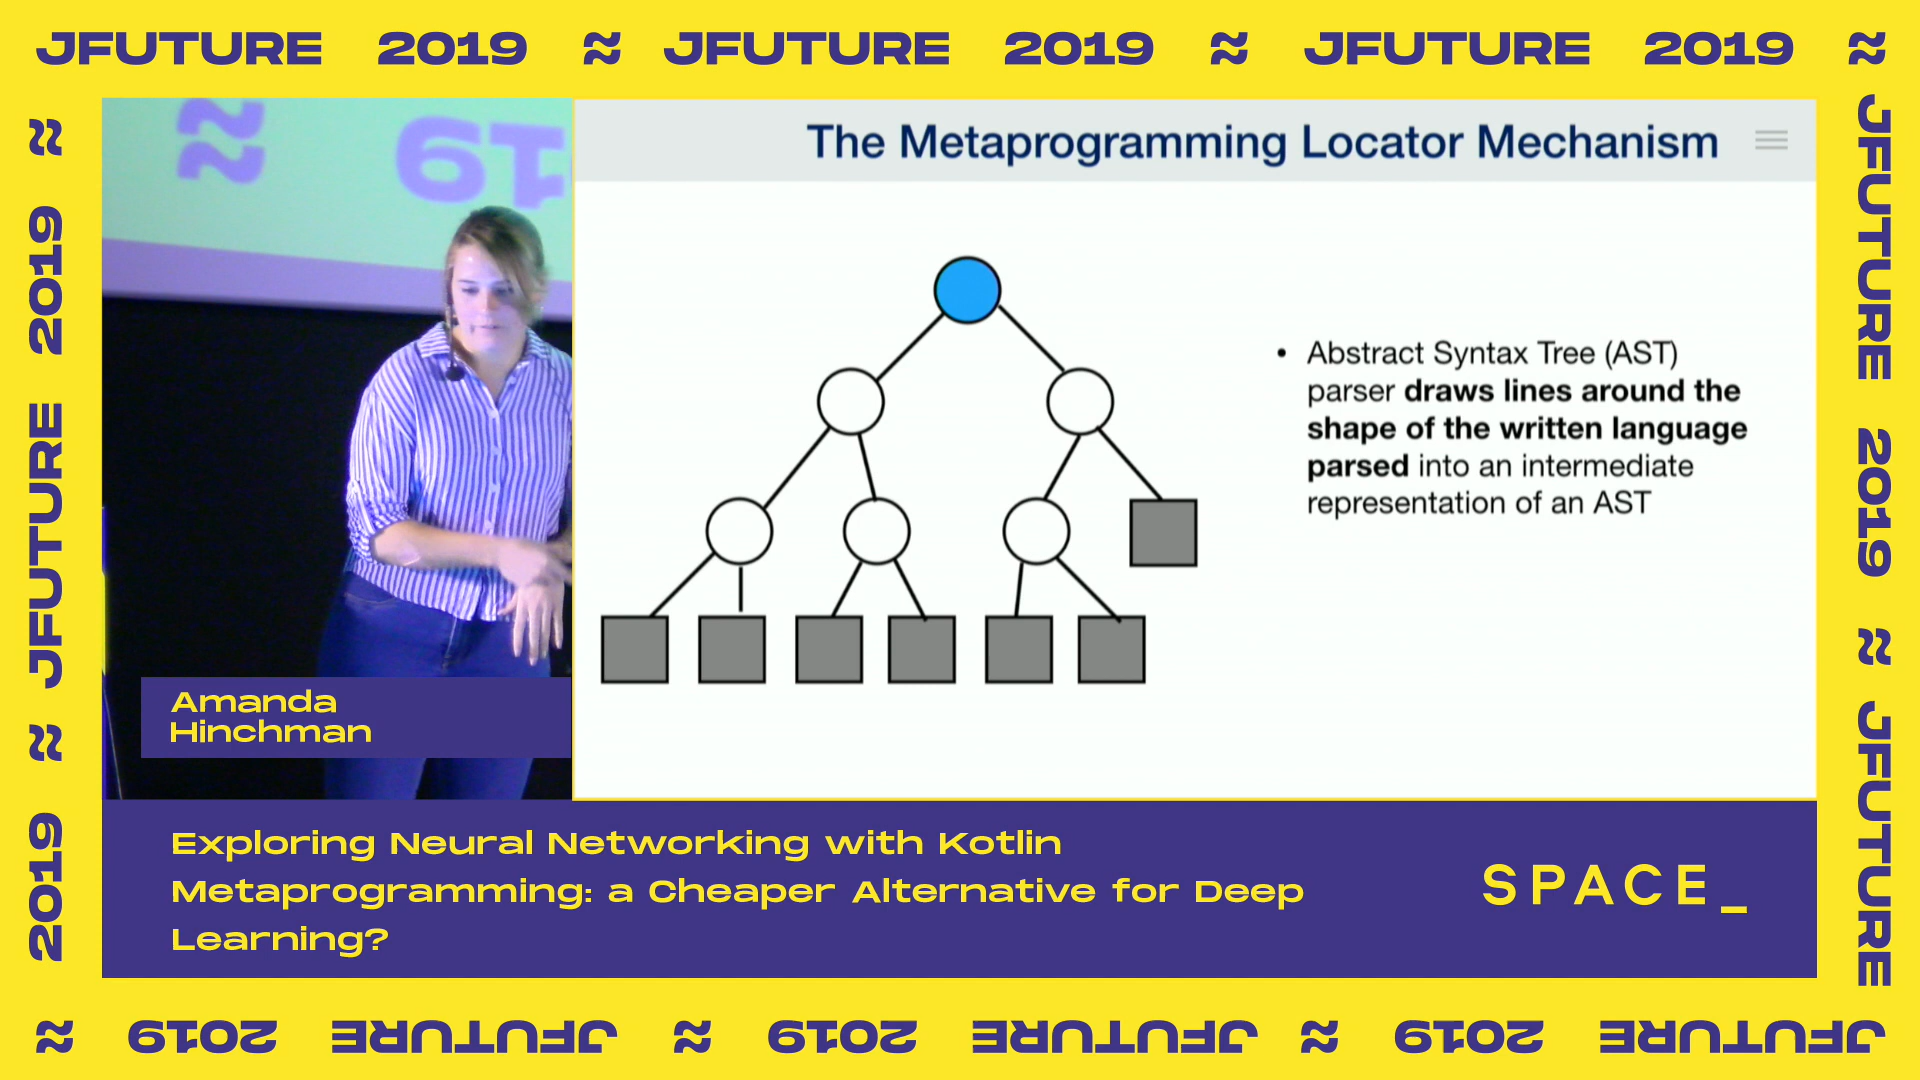 JFUTURE 2019 ≈ JFUTURE 2019 ≈ JFUTURE 2019 ≈
JFUTURE 2019 ≈ JFUTURE
2019 ≈ JFUTURE 2019 ≈
≈ 19
The Metaprogramming Locator Mechanism
• Abstract Syntax Tree (AST)
parser draws lines around the
shape of the written language
parsed into an intermediate
representation of an AST
Amanda
Hinchman
Exploring Neural Networking with Kotlin
Metaprogramming: a Cheaper Alternative for Deep
Learning?
SPACE_
JFUTURE 2019 ≈ JFUTURE 2019 ≈ JFUTURE 2019 ≈